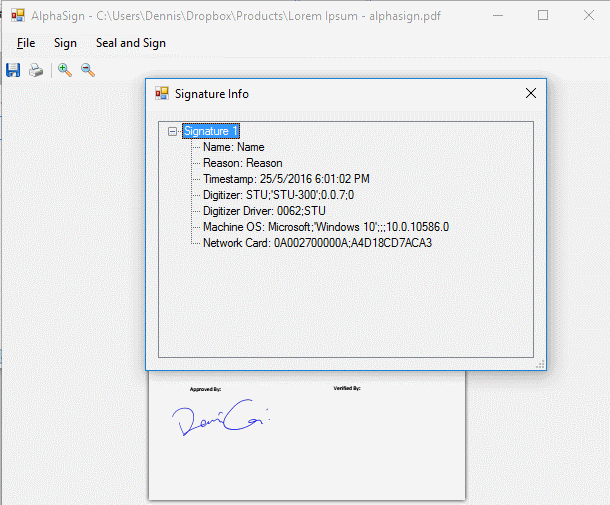 AlphaSign - C:\Users\Dennis\Dropbox\Products\Lorem Ipsum - alphasign.pdf
File Sign Seal and Sign
Signature Info
Signature 1
Name: Name
Reason: Reason
Timestamp: 25/5/2016 6:01:02 PM
Digitizer: STU;'STU-300';0.0.7;0
Digitizer Driver: 0062;STU
Machine OS: Microsoft;'Windows 10';;;10.0.10586.0
Network Card: 0A002700000A;A4D18CD7ACA3
Approved By: Verified By: